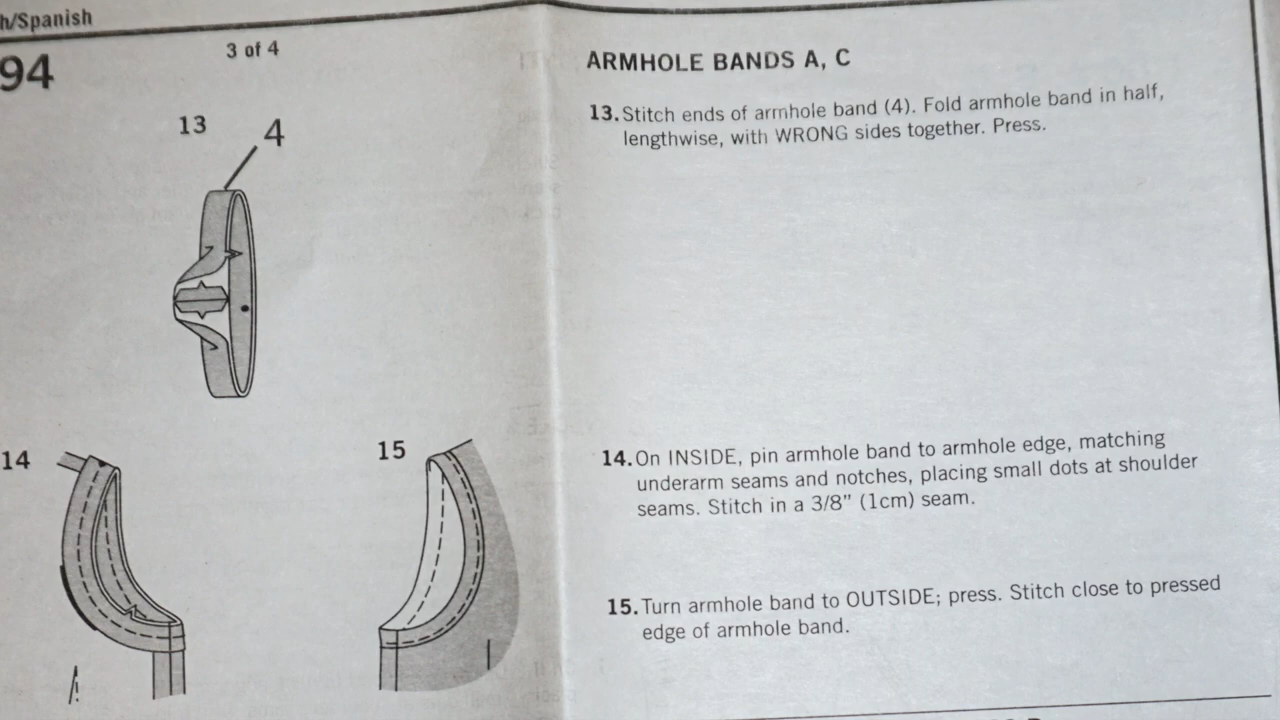 h/Spanish
94
3 of 4
13
4
14
15
ARMHOLE BANDS A, C
13. Stitch ends of armhole band (4). Fold armhole band in half,
lengthwise, with WRONG sides together. Press.
14. On INSIDE, pin armhole band to armhole edge, matching
underarm seams and notches, placing small dots at shoulder
seams. Stitch in a 3/8" (1cm) seam.
15. Turn armhole band to OUTSIDE; press. Stitch close to pressed
edge of armhole band.